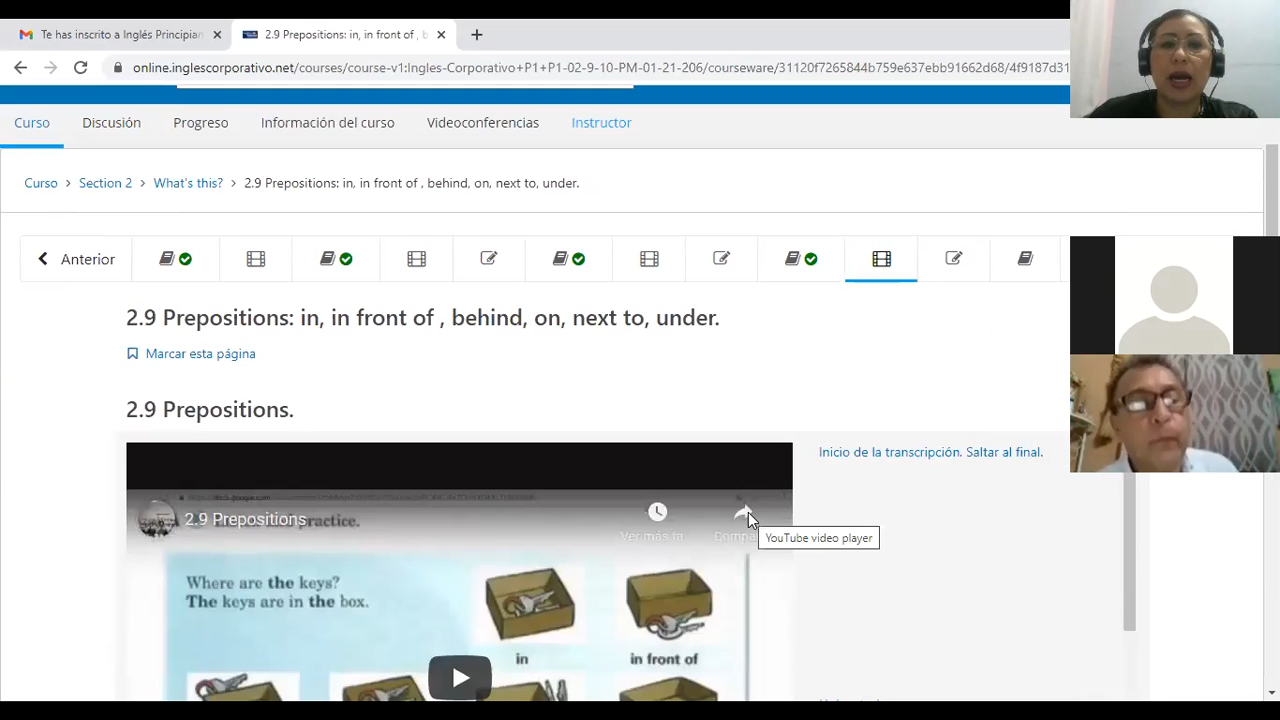 Te has inscrito a Inglés Principian
2.9 Prepositions: in, in front of , b
online.inglescorporativo.net/courses/course-v1:Ingles-Corporativo+P1+P1-02-9-10-PM-01-21-206/courseware/31120f7265844b759e637ebb91662d68/4f9187d31
Curso
Discusión
Progreso
Información del curso
Videoconferencias
Instructor
Curso > Section 2 > What's this? > 2.9 Prepositions: in, in front of , behind, on, next to, under.
Anterior
2.9 Prepositions: in, in front of , behind, on, next to, under.
Marcar esta página
2.9 Prepositions.
Inicio de la transcripción. Saltar al final.
2.9 Prepositions
practice.
Ver más ta
Compa
YouTube video player
Where are the keys?
The keys are in the box.
in
in front of